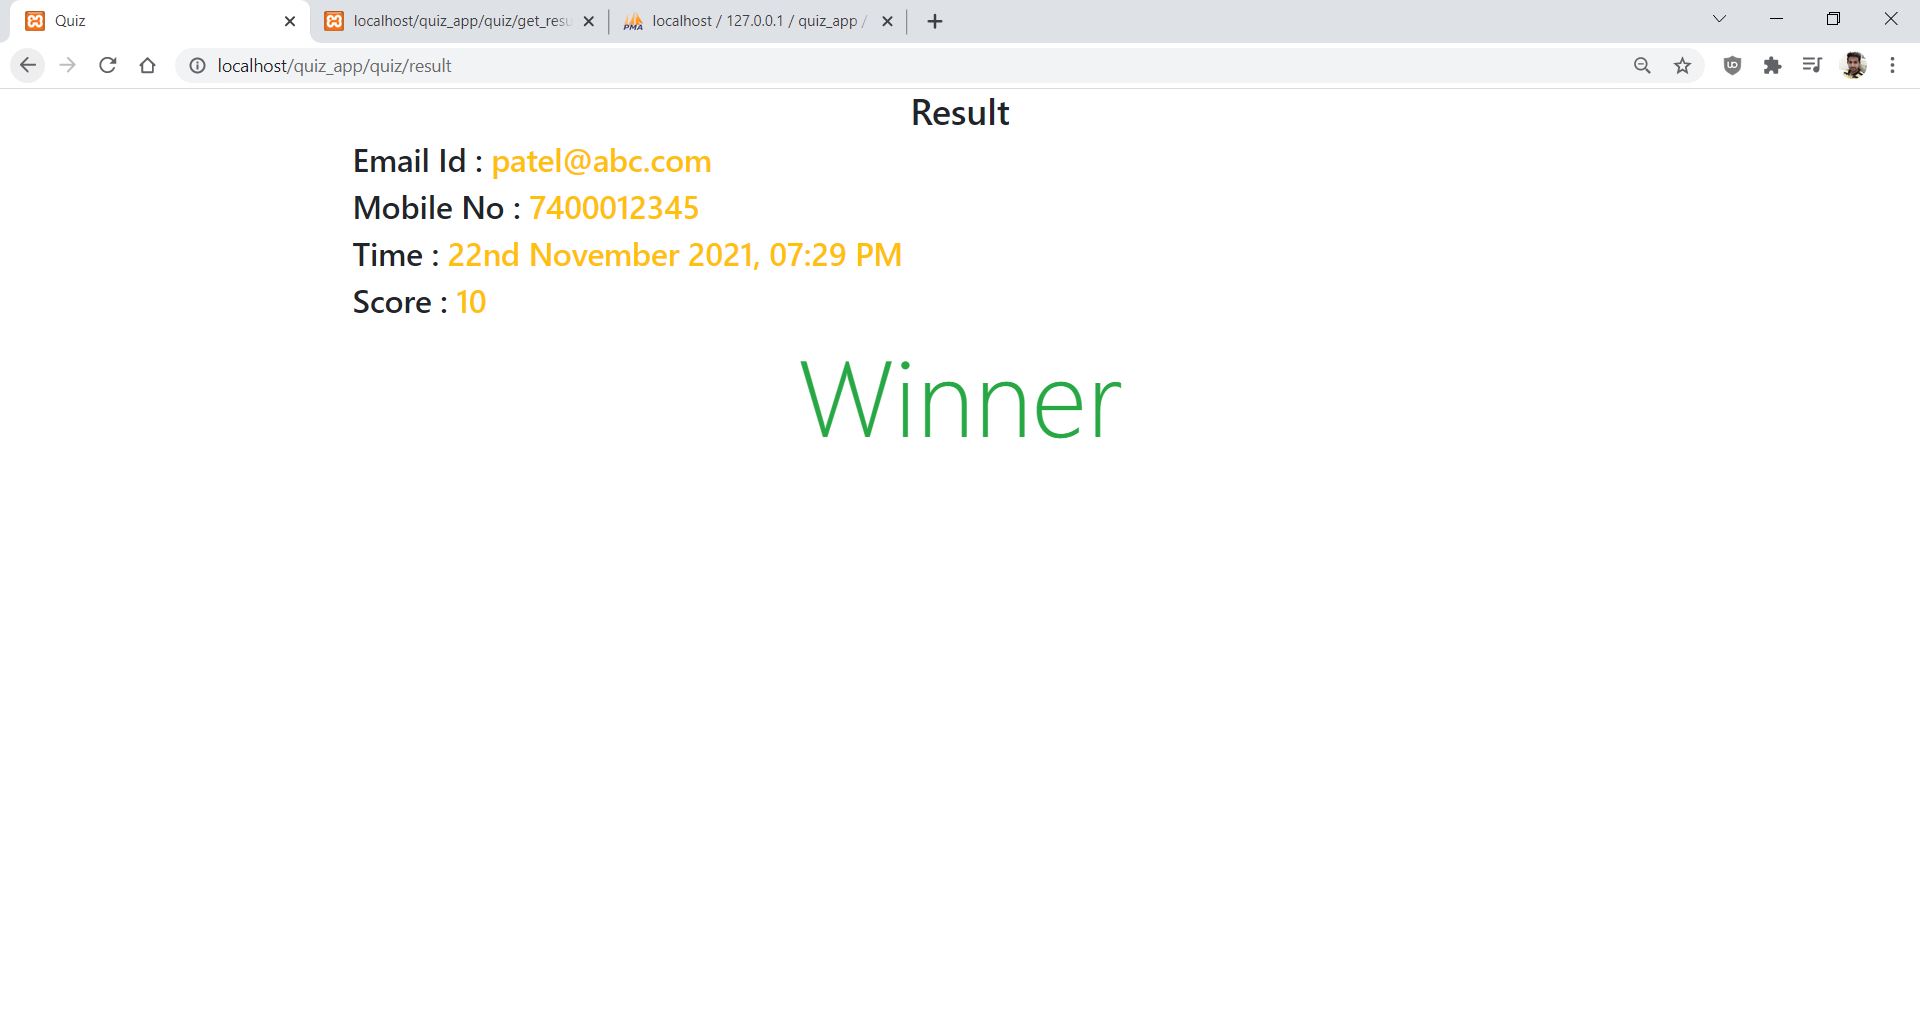 Quiz
localhost/quiz_app/quiz/get_resu
PMA
localhost / 127.0.0.1 / quiz_app /
localhost/quiz_app/quiz/result
Result
Email Id : patel@abc.com
Mobile No : 7400012345
Time : 22nd November 2021, 07:29 PM
Score : 10
Winner